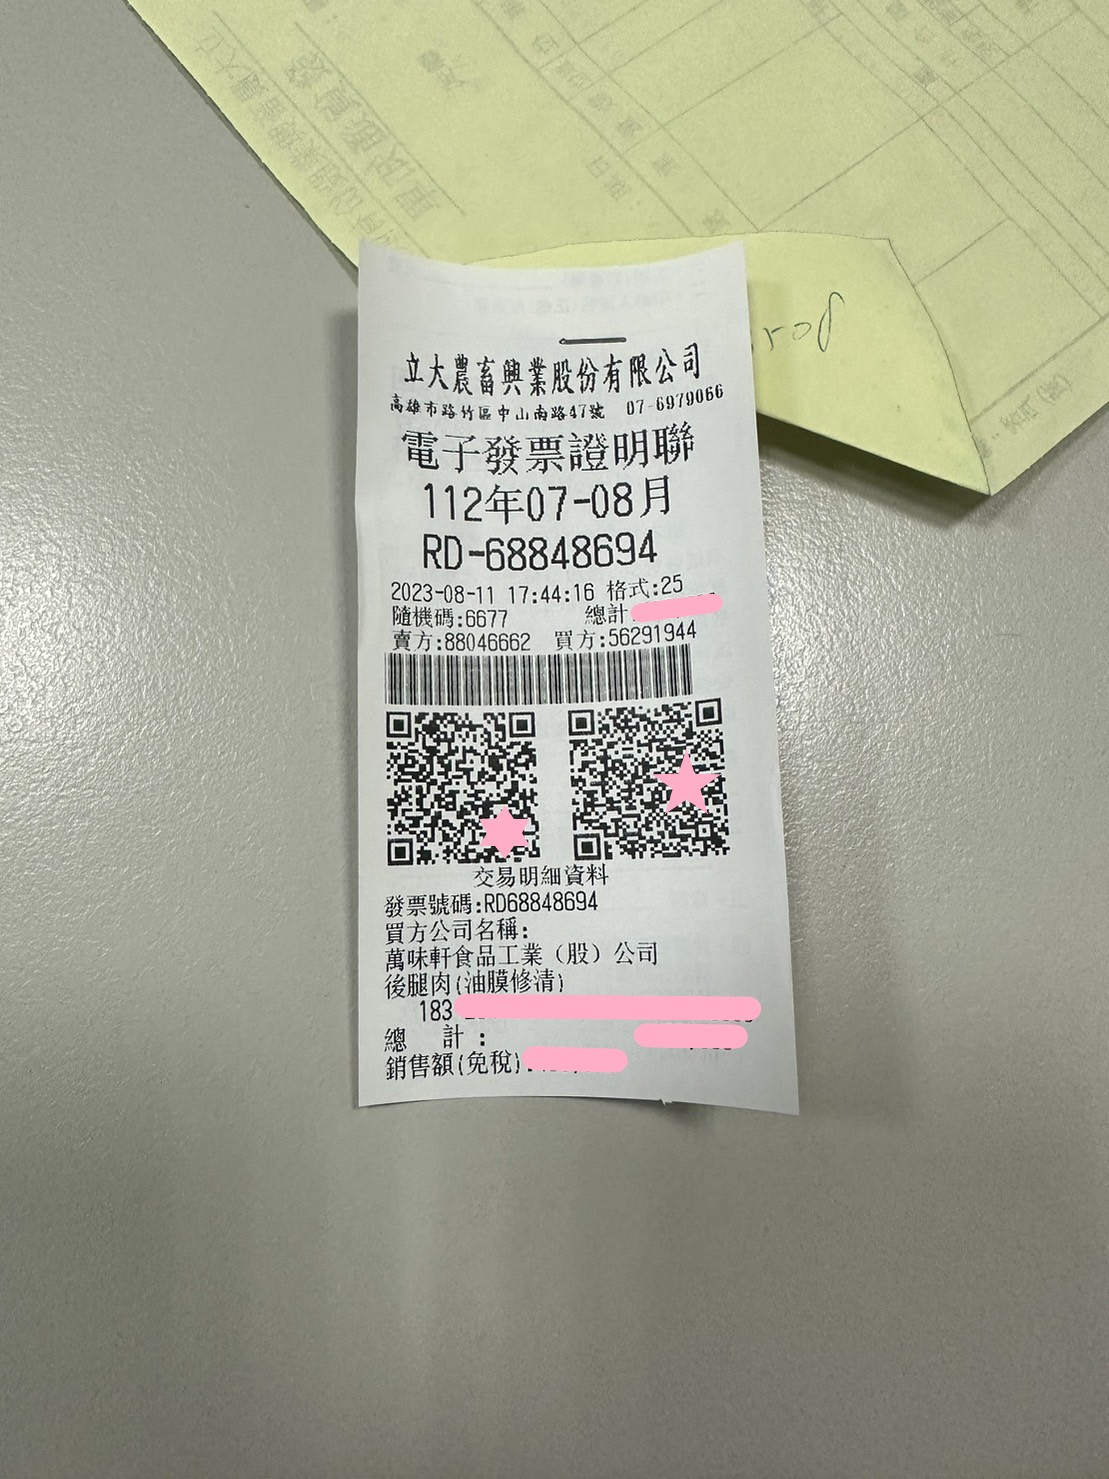 立大農畜興業股份有限公司
高雄市路竹區中山南路47號 07-6979066
電子發票證明聯
112年07-08月
RD-68848694
2023-08-11 17:44:16 格式:25
隨機碼:6677 總計
賣方:88046662 買方:56291944
交易明細資料
發票號碼:RD68848694
買方公司名稱:
萬味軒食品工業（股）公司
後腿肉(油膜修清)
183
總 計:
銷售額(免稅)